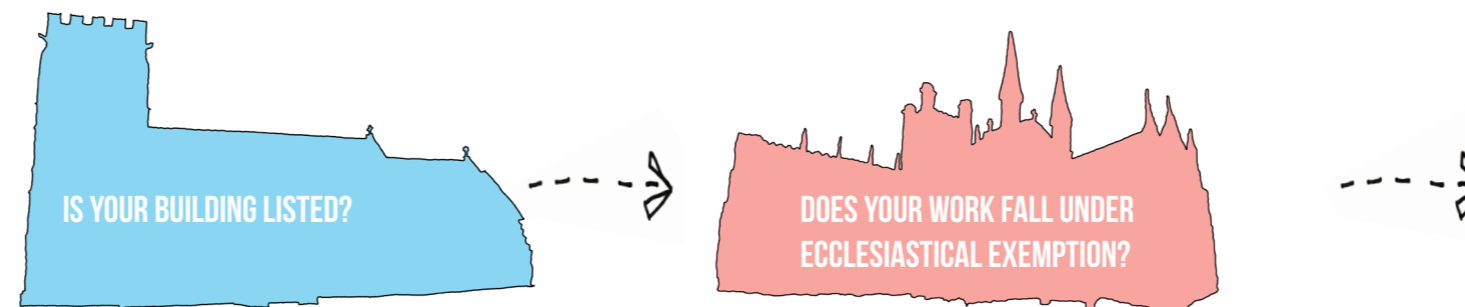 IS YOUR BUILDING LISTED?
DOES YOUR WORK FALL UNDER
ECCLESIASTICAL EXEMPTION?